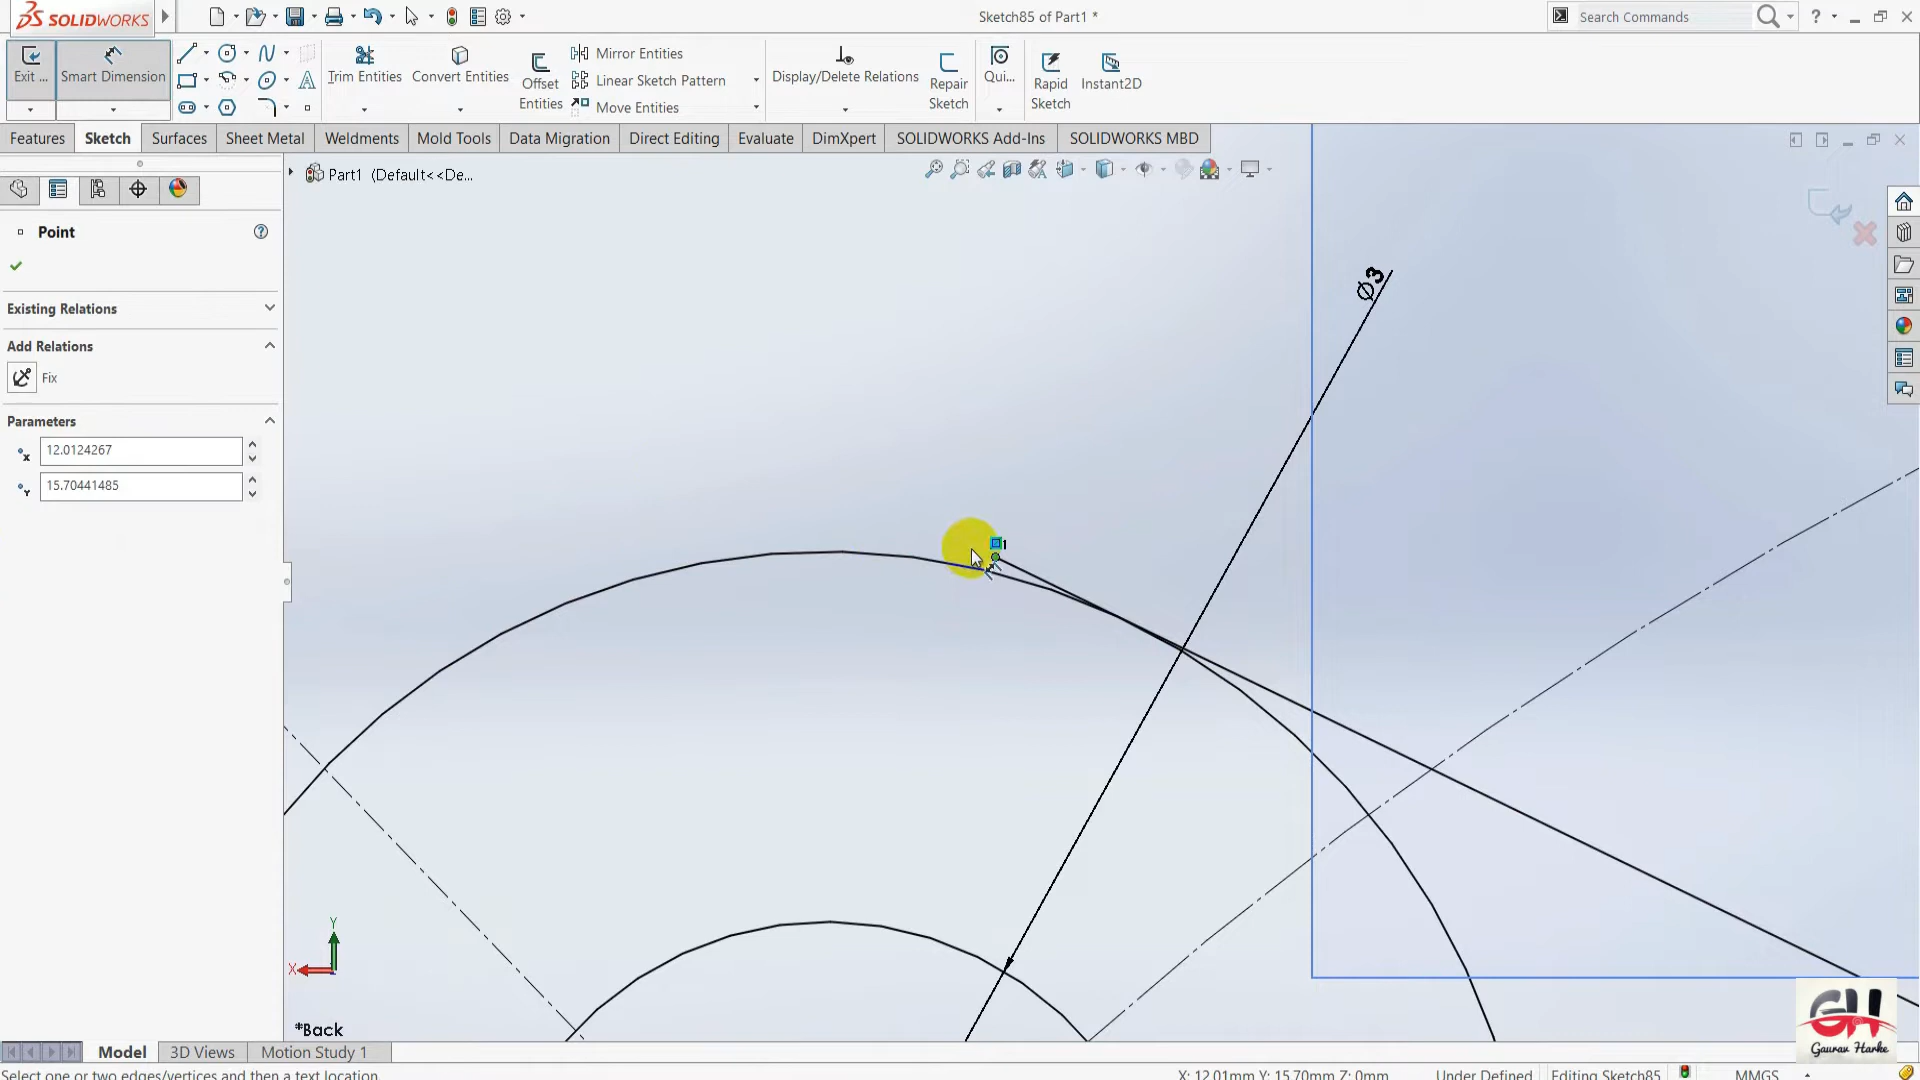 SOLIDWORKS
Sketch85 of Part1 *
Search Commands
?
Exit ...
Smart Dimension
Trim Entities
Convert Entities
Offset
Entities
Mirror Entities
Linear Sketch Pattern
Move Entities
Display/Delete Relations
Repair
Sketch
Qui...
Rapid
Sketch
Instant2D
Features
Sketch
Surfaces
Sheet Metal
Weldments
Mold Tools
Data Migration
Direct Editing
Evaluate
DimXpert
SOLIDWORKS Add-Ins
SOLIDWORKS MBD
Part1 (Default<<De...
Point
Existing Relations
Add Relations
Fix
Parameters
12.0124267
15.70441485
∅3
1
Y
X
*Back
GH
Gaurav Harke
Model
3D Views
Motion Study 1
Select one or two edges/vertices and then a text location.
X: 12.01mm Y: 15.70mm Z: 0mm
Under Defined
Editing Sketch85
MMGS